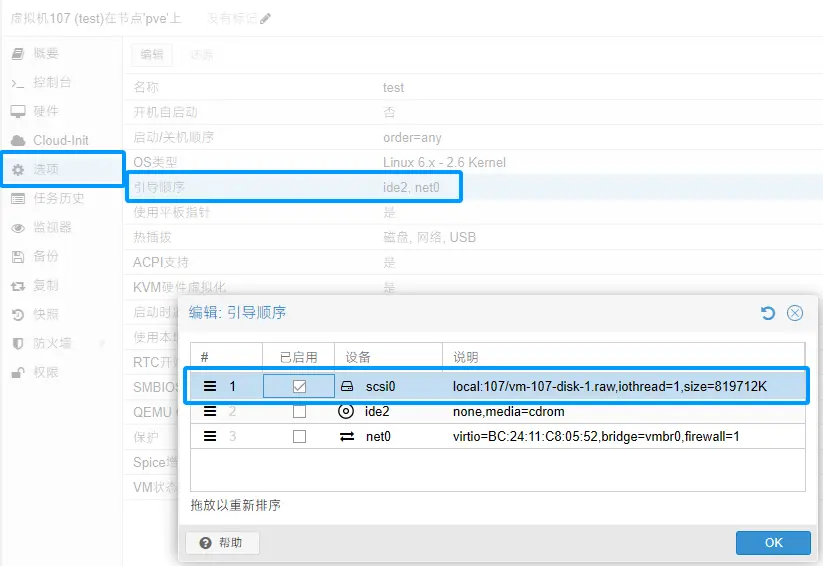 虚拟机107 (test)在节点'pve'上 没有标记
概要
控制台
硬件
Cloud-Init
选项
任务历史
监视器
备份
复制
快照
防火墙
权限
编辑 还原
名称 test
开机自启动 否
启动/关机顺序 order=any
OS类型 Linux 6.x - 2.6 Kernel
引导顺序 ide2, net0
使用平板指针 是
热插拔 磁盘, 网络, USB
ACPI支持 是
KVM硬件虚拟化 是
启动时
使用本
RTC开
SMBIOS
QEMU
保护
Spice增
VM状态
编辑: 引导顺序
# 已启用 设备 说明
1 scsi0 local:107/vm-107-disk-1.raw,iothread=1,size=819712K
2 ide2 none,media=cdrom
3 net0 virtio=BC:24:11:C8:05:52,bridge=vmbr0,firewall=1
拖放以重新排序
帮助 OK